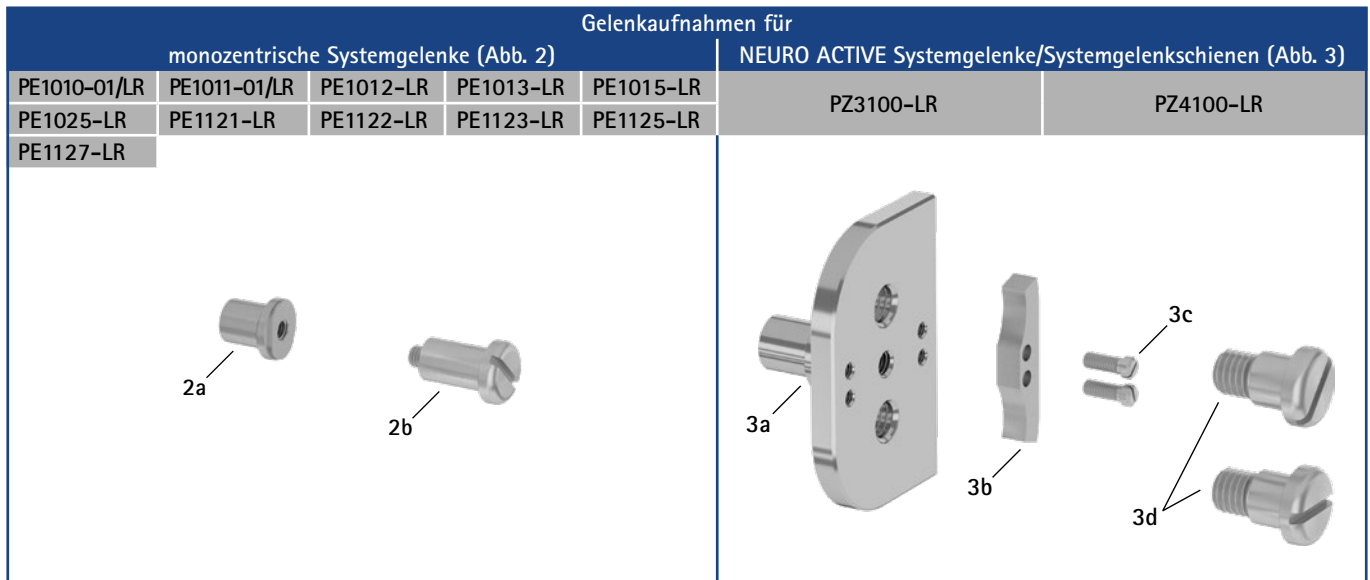 Gelenkaufnahmen für
monozentrische Systemgelenke (Abb. 2)
NEURO ACTIVE Systemgelenke/Systemgelenkschienen (Abb. 3)
PE1010-01/LR PE1011-01/LR PE1012-LR PE1013-LR PE1015-LR
PE1025-LR PE1121-LR PE1122-LR PE1123-LR PE1125-LR
PE1127-LR
PZ3100-LR PZ4100-LR
2a
2b
3a
3b
3c
3d